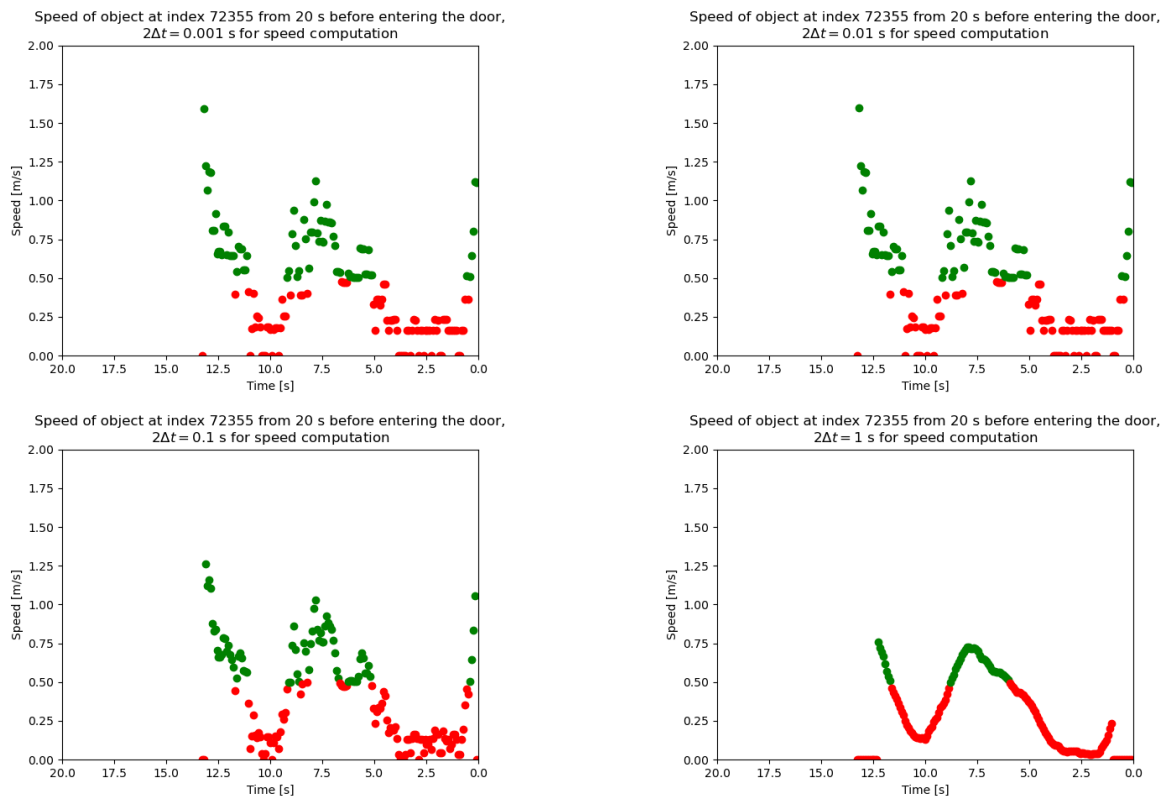 Speed of object at index 72355 from 20 s before entering the door,
2Δt = 0.001 s for speed computation
2.00
1.75
1.50
1.25
1.00
0.75
0.50
0.25
0.00
Speed [m/s]
20.0 17.5 15.0 12.5 10.0 7.5 5.0 2.5 0.0
Time [s]
Speed of object at index 72355 from 20 s before entering the door,
2Δt = 0.01 s for speed computation
2.00
1.75
1.50
1.25
1.00
0.75
0.50
0.25
0.00
Speed [m/s]
20.0 17.5 15.0 12.5 10.0 7.5 5.0 2.5 0.0
Time [s]
Speed of object at index 72355 from 20 s before entering the door,
2Δt = 0.1 s for speed computation
2.00
1.75
1.50
1.25
1.00
0.75
0.50
0.25
0.00
Speed [m/s]
20.0 17.5 15.0 12.5 10.0 7.5 5.0 2.5 0.0
Time [s]
Speed of object at index 72355 from 20 s before entering the door,
2Δt = 1 s for speed computation
2.00
1.75
1.50
1.25
1.00
0.75
0.50
0.25
0.00
Speed [m/s]
20.0 17.5 15.0 12.5 10.0 7.5 5.0 2.5 0.0
Time [s]